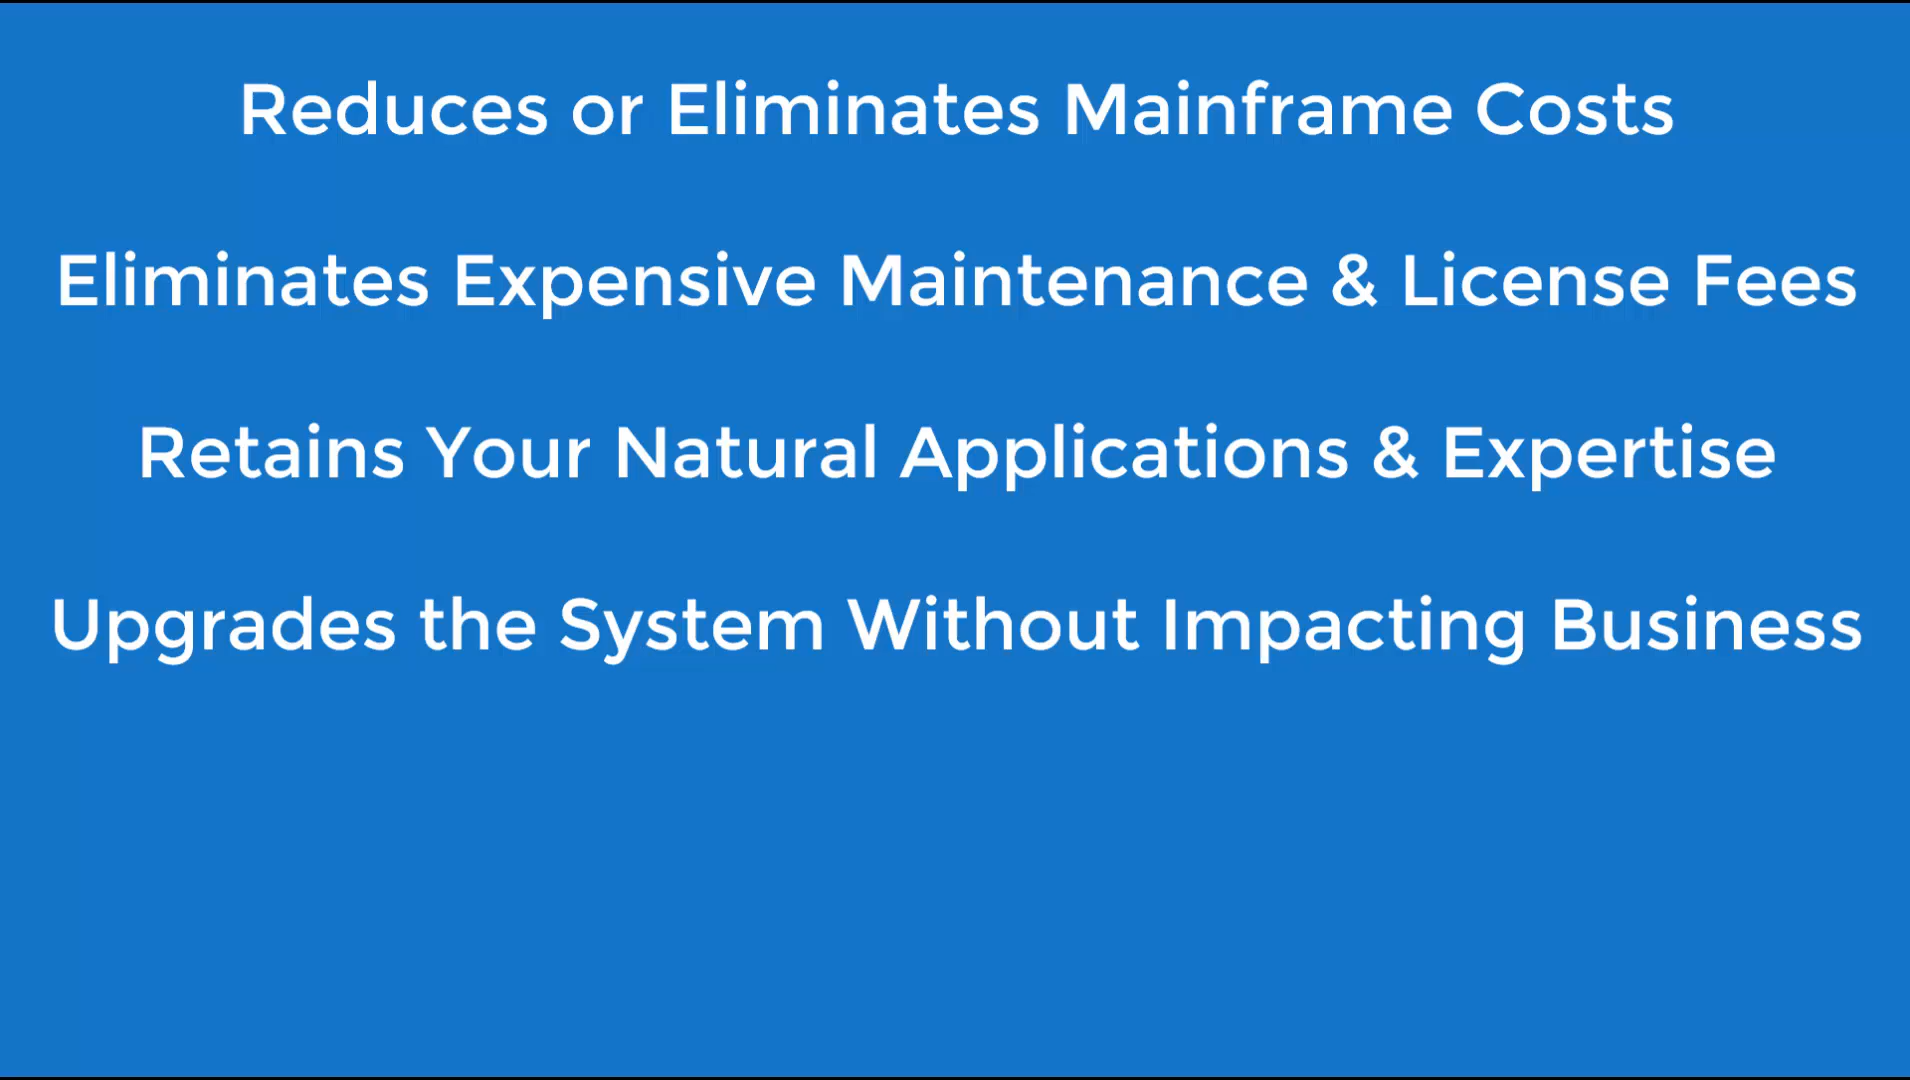 Reduces or Eliminates Mainframe Costs
Eliminates Expensive Maintenance & License Fees
Retains Your Natural Applications & Expertise
Upgrades the System Without Impacting Business